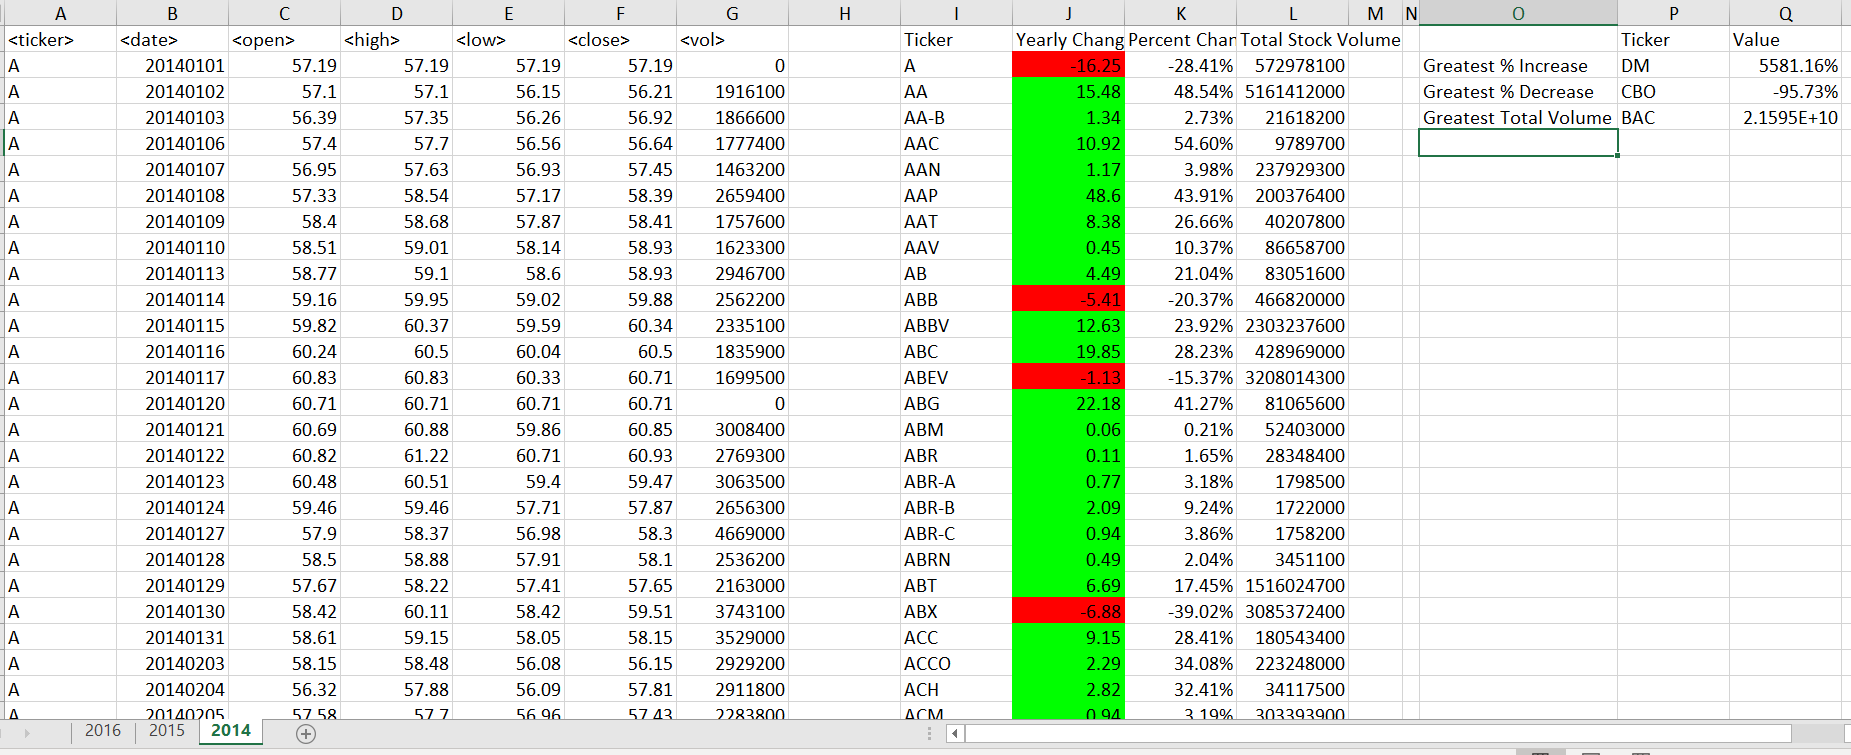 A B C D E F G H I J K L M N O P Q
<ticker> <date> <open> <high> <low> <close> <vol> Ticker Yearly Chang Percent Char Total Stock Volume Ticker Value
A 20140101 57.19 57.19 57.19 57.19 0 A -16.25 -28.41% 572978100 Greatest % Increase DM 5581.16%
A 20140102 57.1 57.1 56.15 56.21 1916100 AA 15.48 48.54% 5161412000 Greatest % Decrease CBO -95.73%
A 20140103 56.39 57.35 56.26 56.92 1866600 AA-B 1.34 2.73% 21618200 Greatest Total Volume BAC 2.1595E+10
A 20140106 57.4 57.7 56.56 56.64 1777400 AAC 10.92 54.60% 9789700
A 20140107 56.95 57.63 56.93 57.45 1463200 AAN 1.17 3.98% 237929300
A 20140108 57.33 58.54 57.17 58.39 2659400 AAP 48.6 43.91% 200376400
A 20140109 58.4 58.68 57.87 58.41 1757600 AAT 8.38 26.66% 40207800
A 20140110 58.51 59.01 58.14 58.93 1623300 AAV 0.45 10.37% 86658700
A 20140113 58.77 59.1 58.6 58.93 2946700 AB 4.49 21.04% 83051600
A 20140114 59.16 59.95 59.02 59.88 2562200 ABB -5.41 -20.37% 466820000
A 20140115 59.82 60.37 59.59 60.34 2335100 ABBV 12.63 23.92% 2303237600
A 20140116 60.24 60.5 60.04 60.5 1835900 ABC 19.85 28.23% 428969000
A 20140117 60.83 60.83 60.33 60.71 1699500 ABEV -1.13 -15.37% 3208014300
A 20140120 60.71 60.71 60.71 60.71 0 ABG 22.18 41.27% 81065600
A 20140121 60.69 60.88 59.86 60.85 3008400 ABM 0.06 0.21% 52403000
A 20140122 60.82 61.22 60.71 60.93 2769300 ABR 0.11 1.65% 28348400
A 20140123 60.48 60.51 59.4 59.47 3063500 ABR-A 0.77 3.18% 1798500
A 20140124 59.46 59.46 57.71 57.87 2656300 ABR-B 2.09 9.24% 1722000
A 20140127 57.9 58.37 56.98 58.3 4669000 ABR-C 0.94 3.86% 1758200
A 20140128 58.5 58.88 57.91 58.1 2536200 ABRN 0.49 2.04% 3451100
A 20140129 57.67 58.22 57.41 57.65 2163000 ABT 6.69 17.45% 1516024700
A 20140130 58.42 60.11 58.42 59.51 3743100 ABX -6.88 -39.02% 3085372400
A 20140131 58.61 59.15 58.05 58.15 3529000 ACC 9.15 28.41% 180543400
A 20140203 58.15 58.48 56.08 56.15 2929200 ACCO 2.29 34.08% 223248000
A 20140204 56.32 57.88 56.09 57.81 2911800 ACH 2.82 32.41% 34117500
A 20140205 57.58 57.7 56.96 57.43 2283800 ACM 0.94 3.19% 303393900
2016 2015 2014